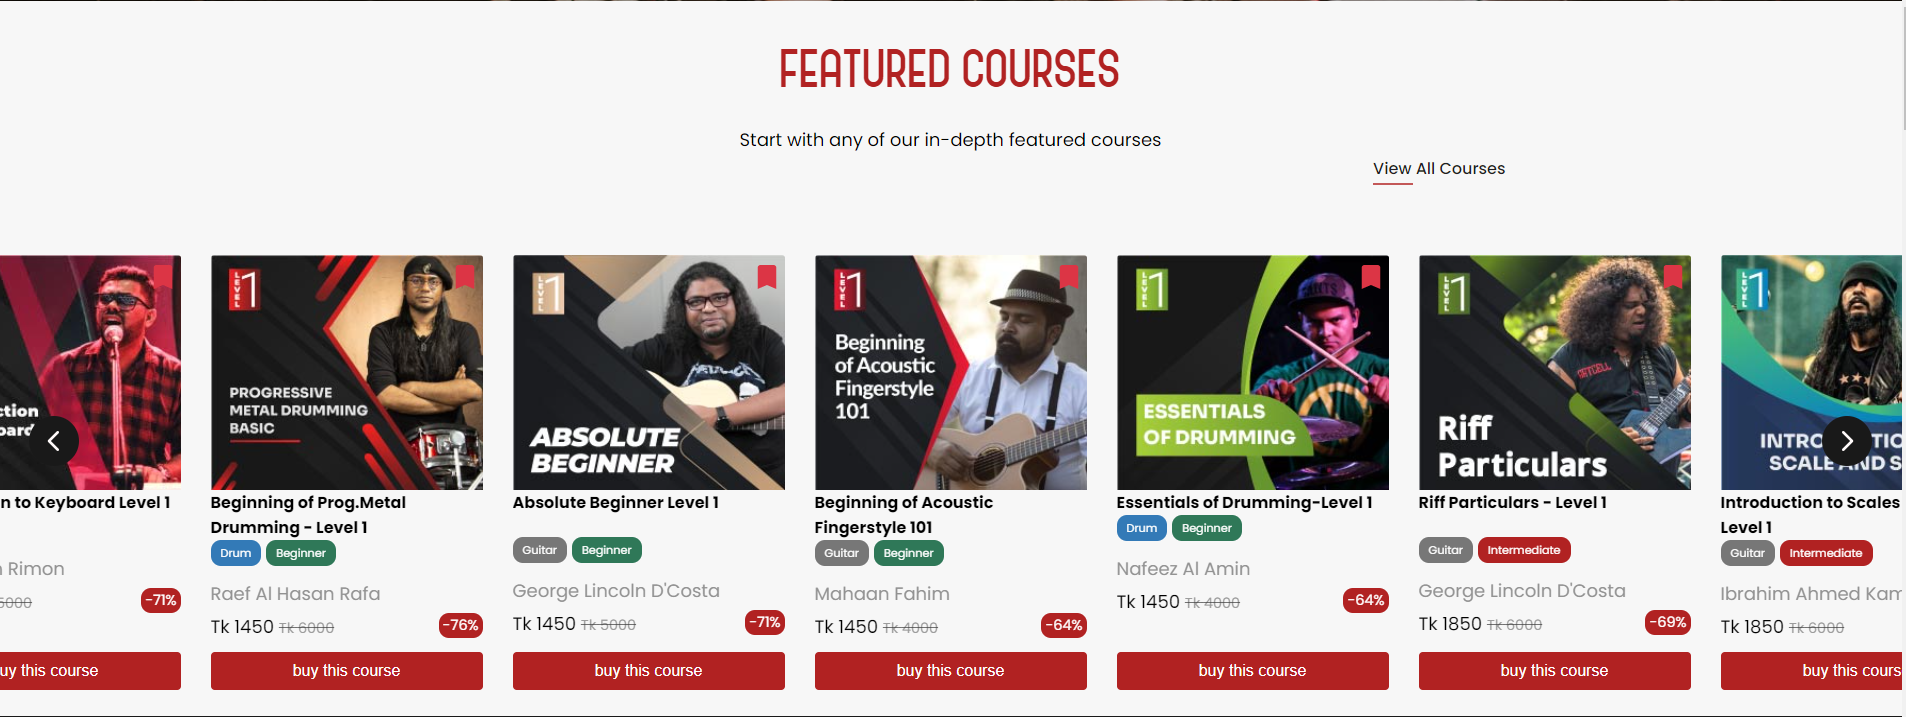 FEATURED COURSES
Start with any of our in-depth featured courses
View All Courses
ction
n to Keyboard Level 1
n Rimon
5000
-71%
uy this course
LEVEL 1
PROGRESSIVE
METAL DRUMMING
BASIC
Beginning of Prog.Metal
Drumming - Level 1
Drum Beginner
Raef Al Hasan Rafa
Tk 1450 Tk 6000 -76%
buy this course
LEVEL 1
ABSOLUTE
BEGINNER
Absolute Beginner Level 1
Guitar Beginner
George Lincoln D'Costa
Tk 1450 Tk 5000 -71%
buy this course
LEVEL 1
Beginning
of Acoustic
Fingerstyle
101
Beginning of Acoustic
Fingerstyle 101
Guitar Beginner
Mahaan Fahim
Tk 1450 Tk 4000 -64%
buy this course
LEVEL 1
ESSENTIALS
OF DRUMMING
Essentials of Drumming-Level 1
Drum Beginner
Nafeez Al Amin
Tk 1450 Tk 4000 -64%
buy this course
LEVEL 1
Riff
Particulars
Riff Particulars - Level 1
Guitar Intermediate
George Lincoln D'Costa
Tk 1850 Tk 6000 -69%
buy this course
LEVEL 1
SCALE AND S
Introduction to Scales
Level 1
Guitar Intermediate
Ibrahim Ahmed Kam
Tk 1850 Tk 6000
buy this cours